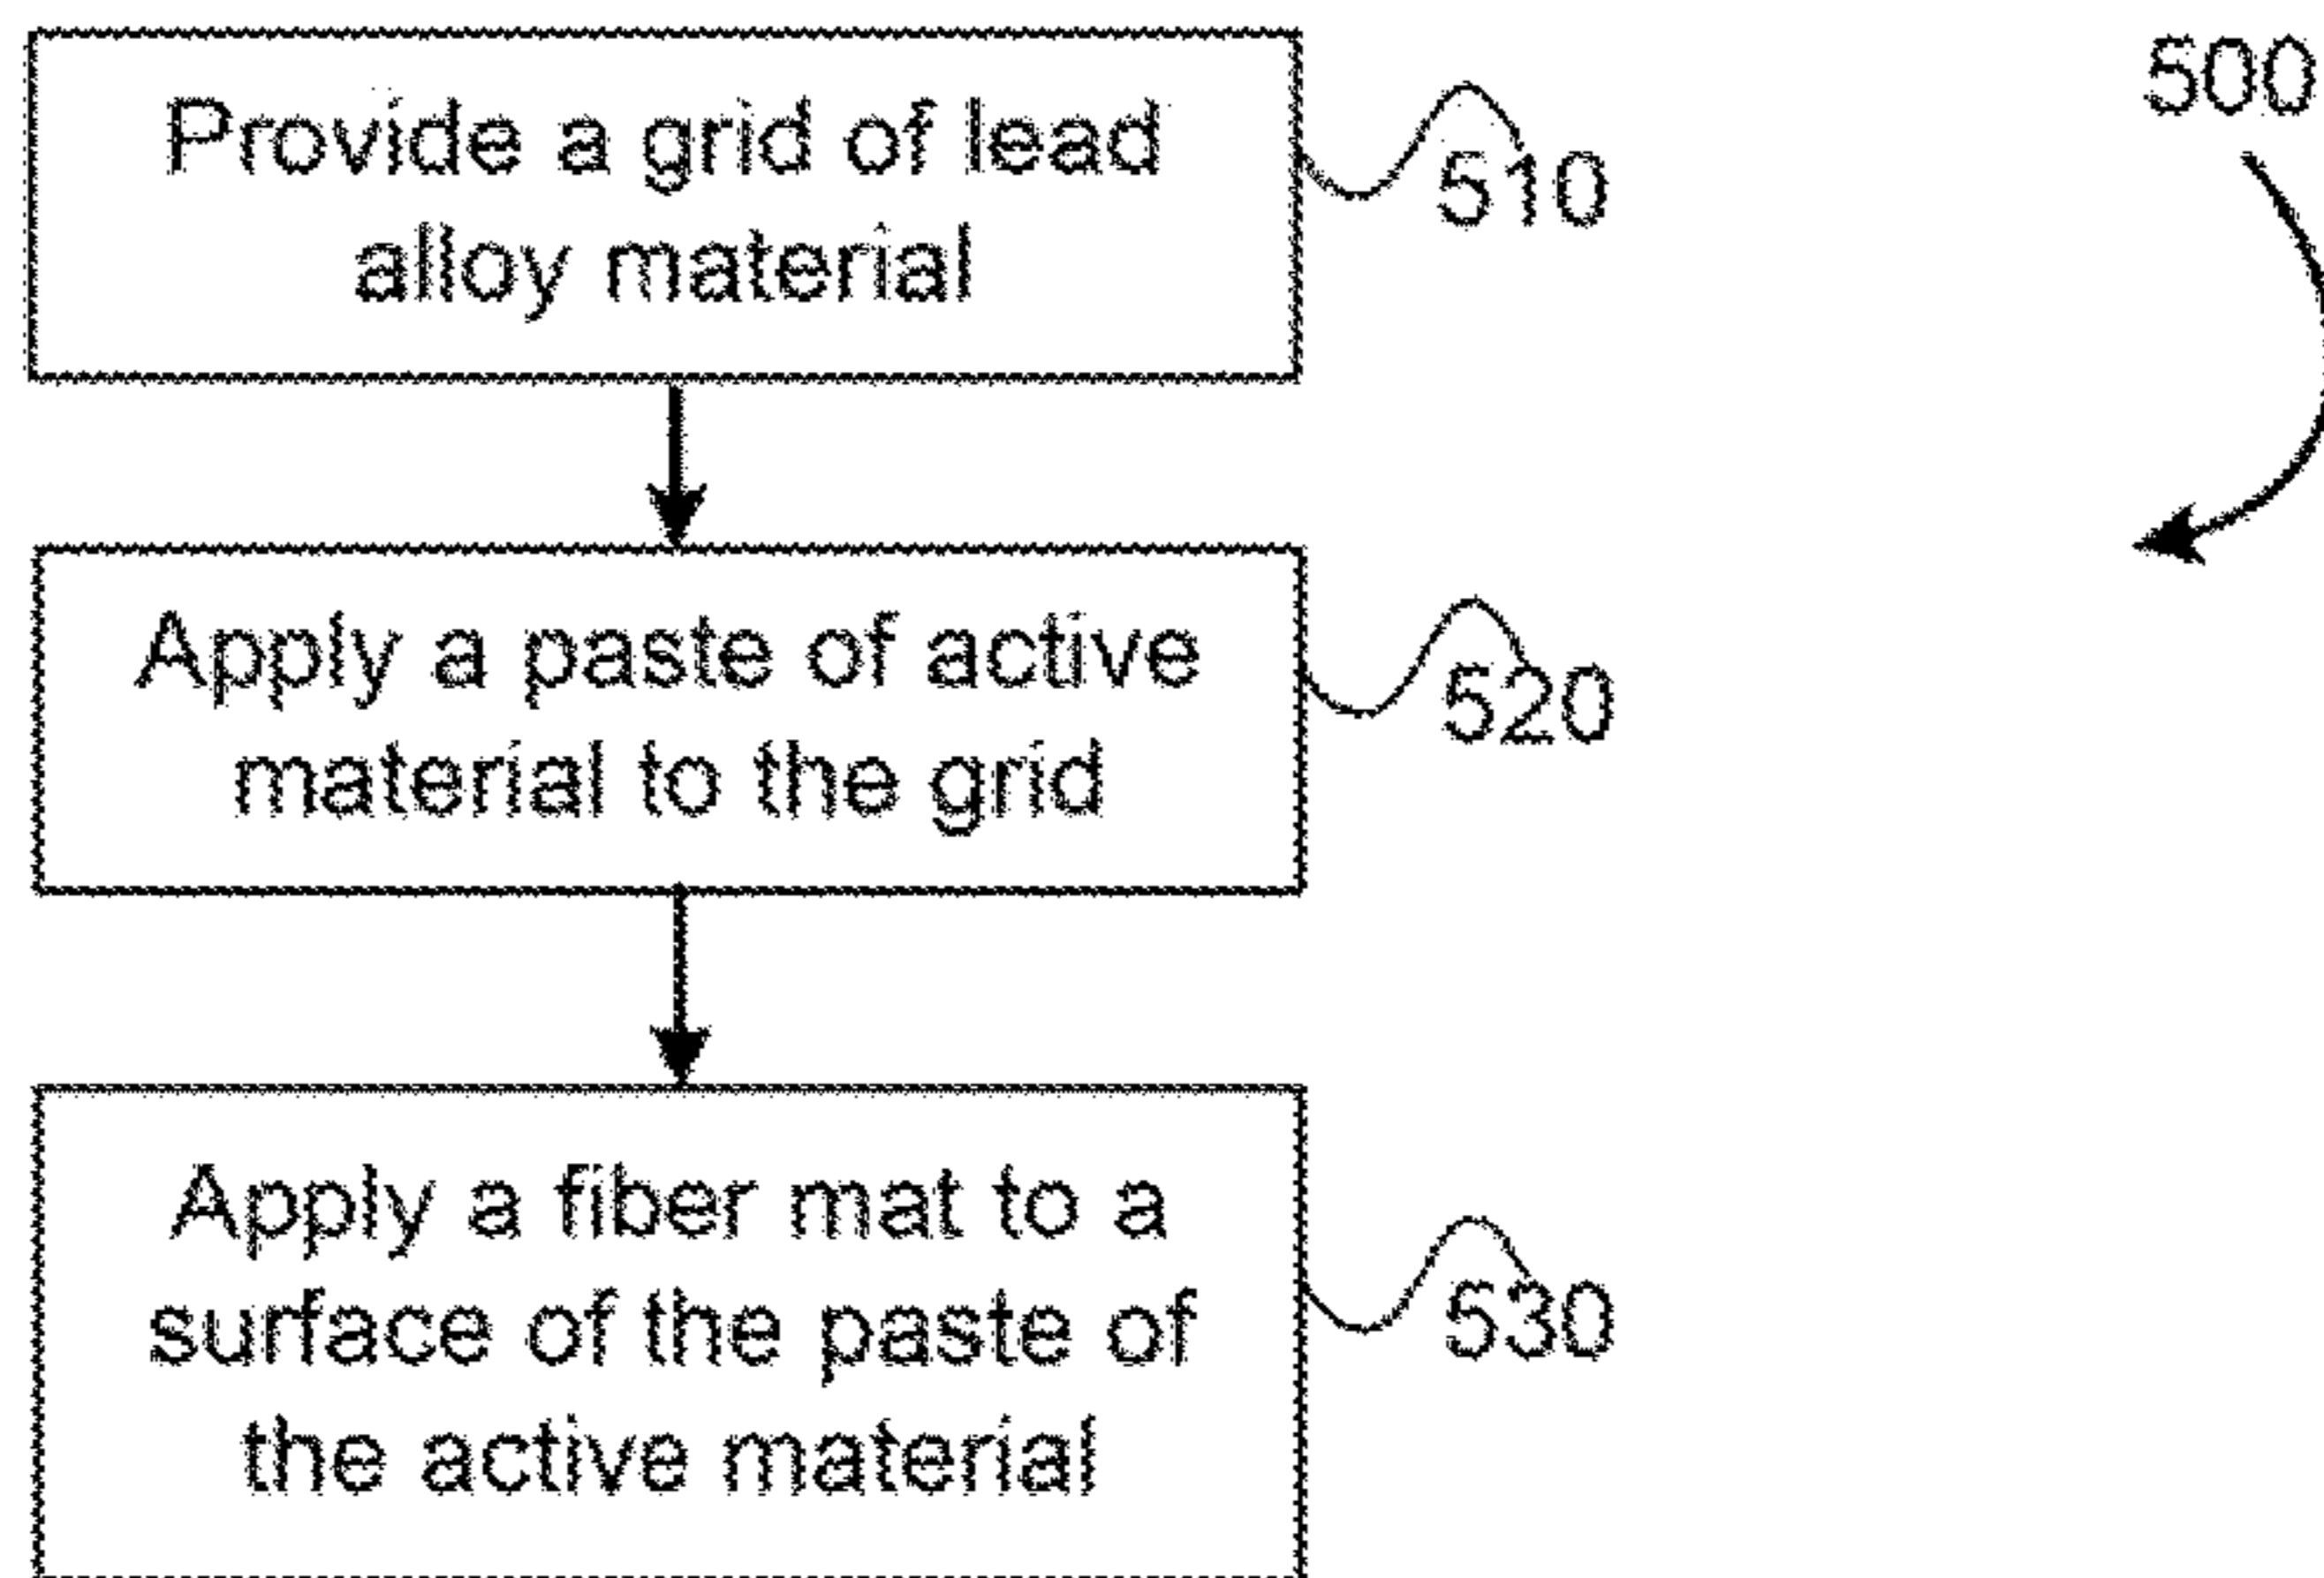 Provide a grid of lead
alloy material
510
500
Apply a paste of active
material to the grid
520
Apply a fiber mat to a
surface of the paste of
the active material
530